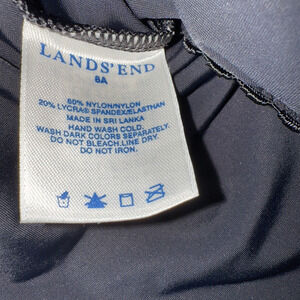 LANDS' END
6A
80% NYLON/NYLON
20% LYCRA® SPANDEX/ELASTHAN
MADE IN SRI LANKA
HAND WASH COLD.
WASH DARK COLORS SEPARATELY.
DO NOT BLEACH. LINE DRY.
DO NOT IRON.